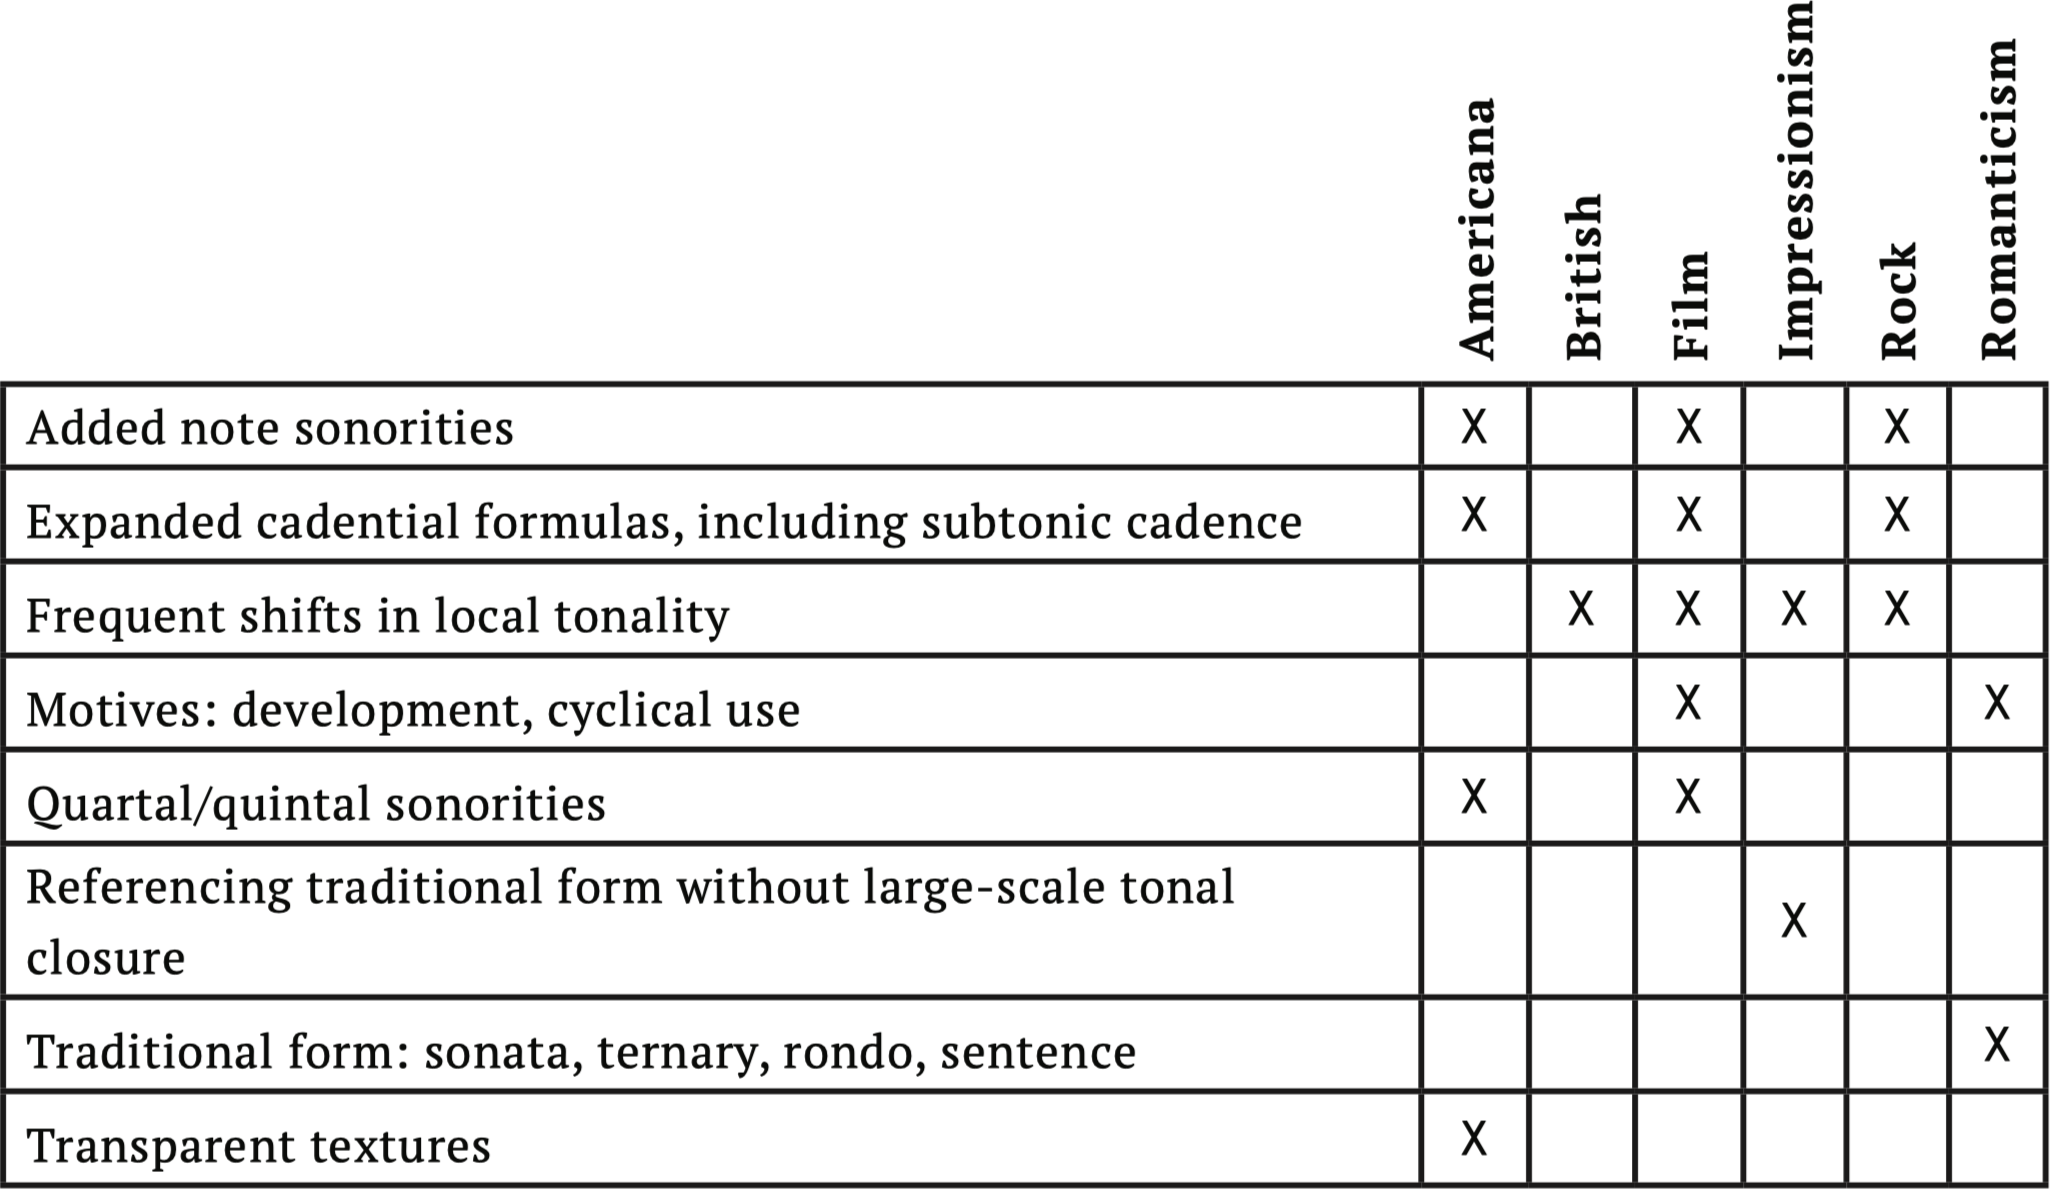 Americana British Film Impressionism Rock Romanticism
Added note sonorities X X X
Expanded cadential formulas, including subtonic cadence X X X
Frequent shifts in local tonality X X X X
Motives: development, cyclical use X X
Quartal/quintal sonorities X X
Referencing traditional form without large-scale tonal
closure X
Traditional form: sonata, ternary, rondo, sentence X
Transparent textures X